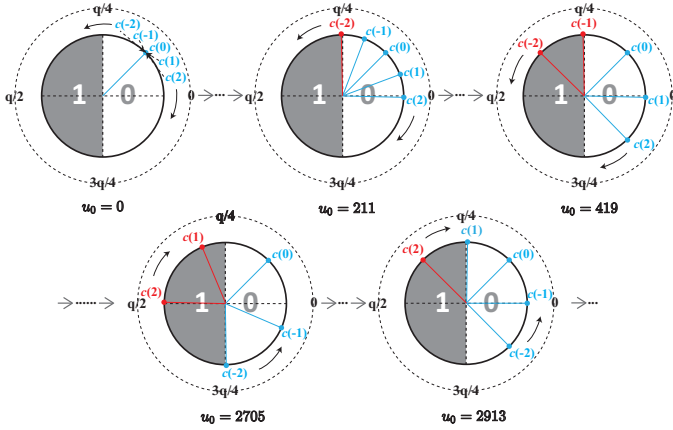 q/4
c(-2)
c(-1)
c(0)
c(1)
c(2)
q/2
1 0
0
3q/4
u₀ = 0
...
q/4
c(-2)
c(-1)
c(0)
c(1)
c(2)
q/2
1 0
0
3q/4
u₀ = 211
...
q/4
c(-1)
c(-2)
c(0)
c(1)
c(2)
q/2
1 0
0
3q/4
u₀ = 419
......
q/4
c(1)
c(0)
c(2)
c(-1)
c(-2)
q/2
1 0
0
3q/4
u₀ = 2705
...
q/4
c(1)
c(2)
c(0)
c(-1)
c(-2)
q/2
1 0
0
3q/4
u₀ = 2913
...